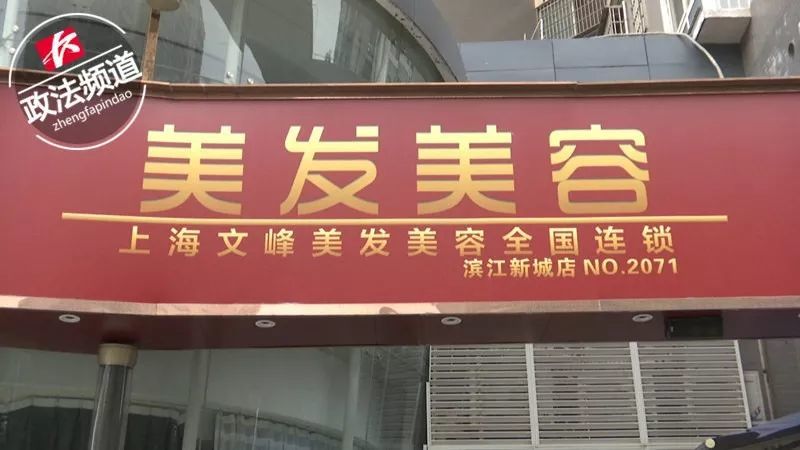 政法频道
zhengfapindao
美发美容
上海文峰美发美容全国连锁
滨江新城店 NO.2071